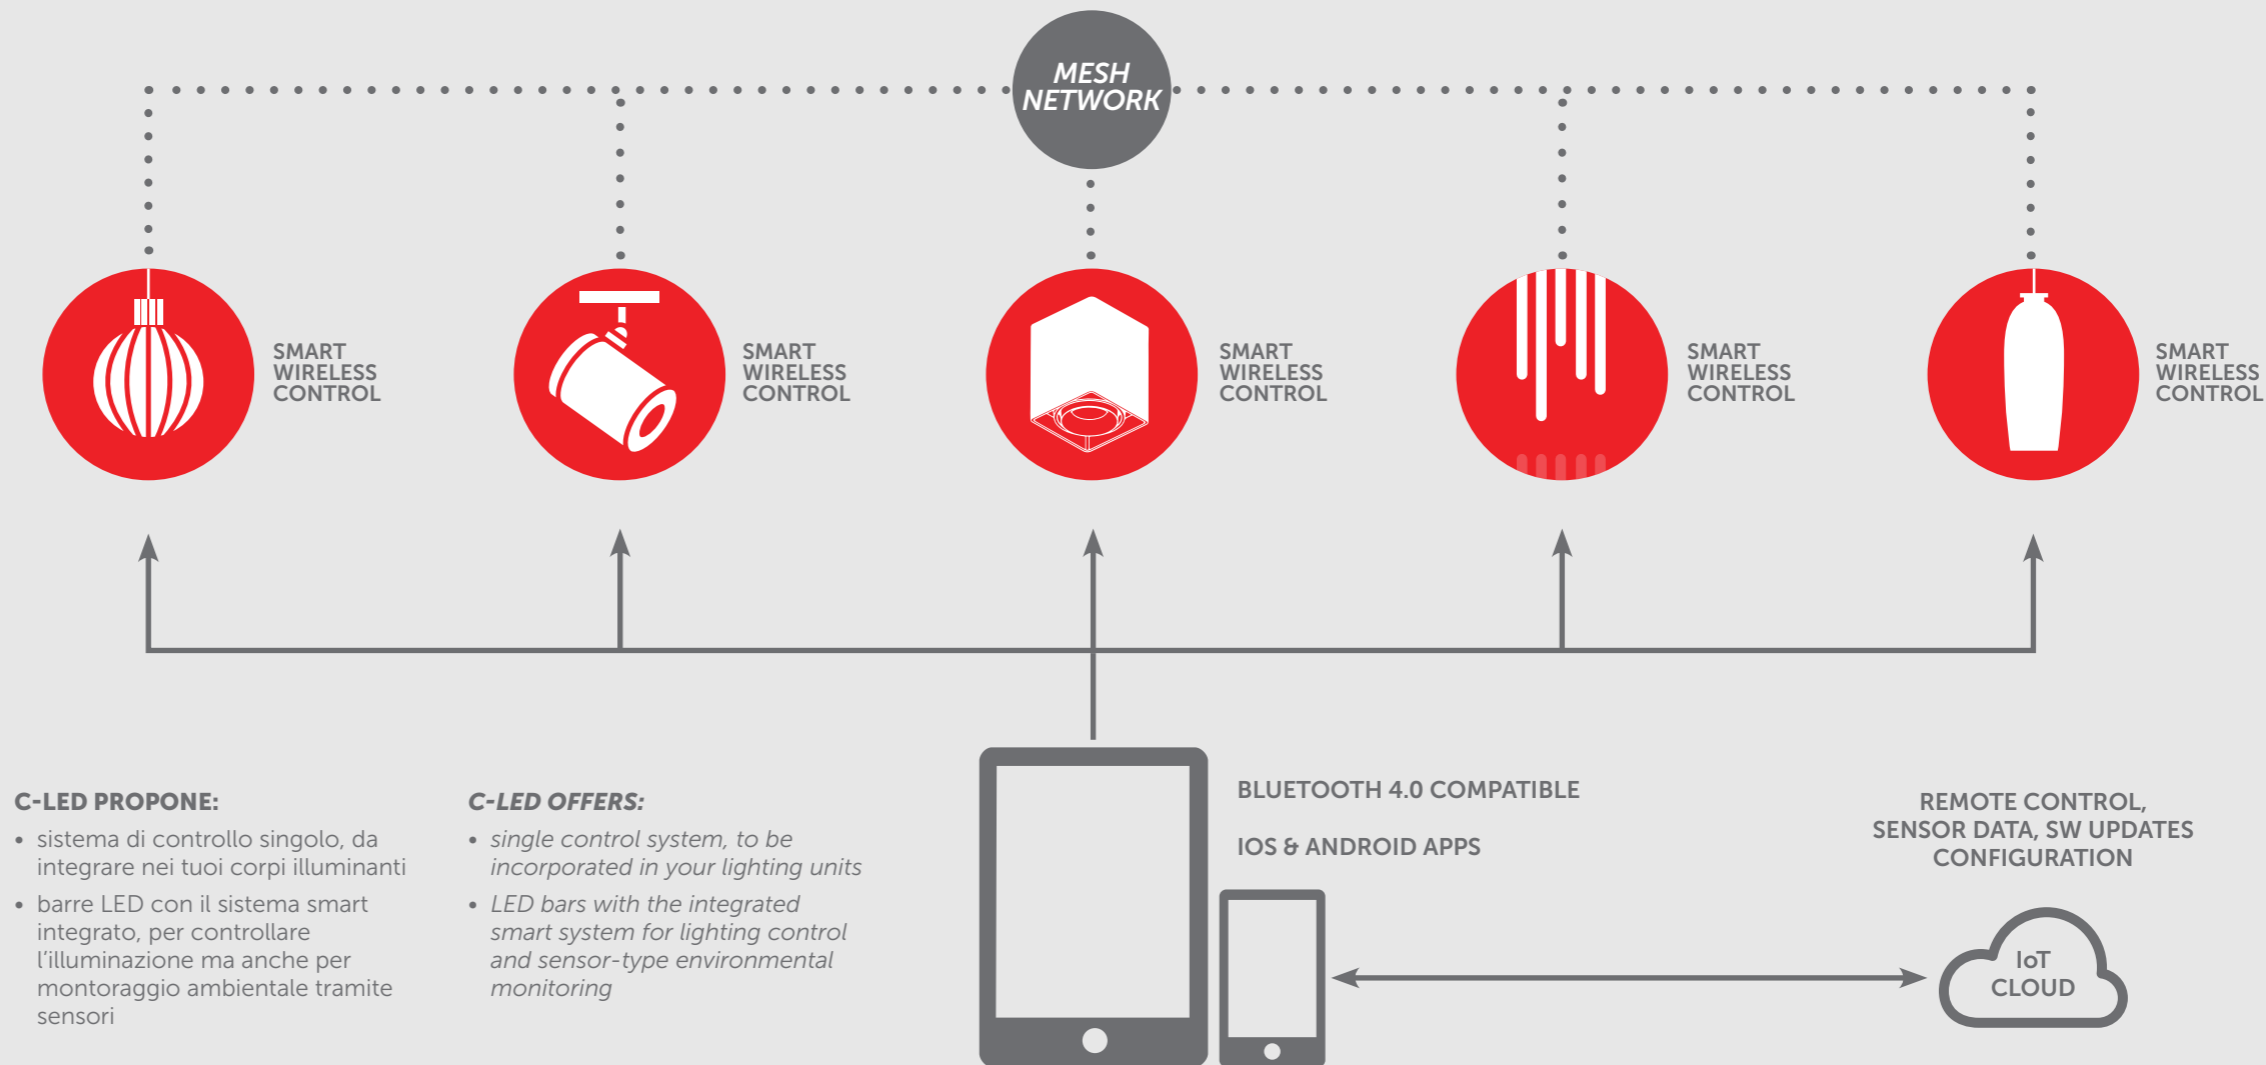 MESH
NETWORK
SMART
WIRELESS
CONTROL
SMART
WIRELESS
CONTROL
SMART
WIRELESS
CONTROL
SMART
WIRELESS
CONTROL
SMART
WIRELESS
CONTROL
C-LED PROPONE:
• sistema di controllo singolo, da
integrare nei tuoi corpi illuminanti
• barre LED con il sistema smart
integrato, per controllare
l'illuminazione ma anche per
montoraggio ambientale tramite
sensori
C-LED OFFERS:
• single control system, to be
incorporated in your lighting units
• LED bars with the integrated
smart system for lighting control
and sensor-type environmental
monitoring
BLUETOOTH 4.0 COMPATIBLE
IOS & ANDROID APPS
REMOTE CONTROL,
SENSOR DATA, SW UPDATES
CONFIGURATION
IoT
CLOUD